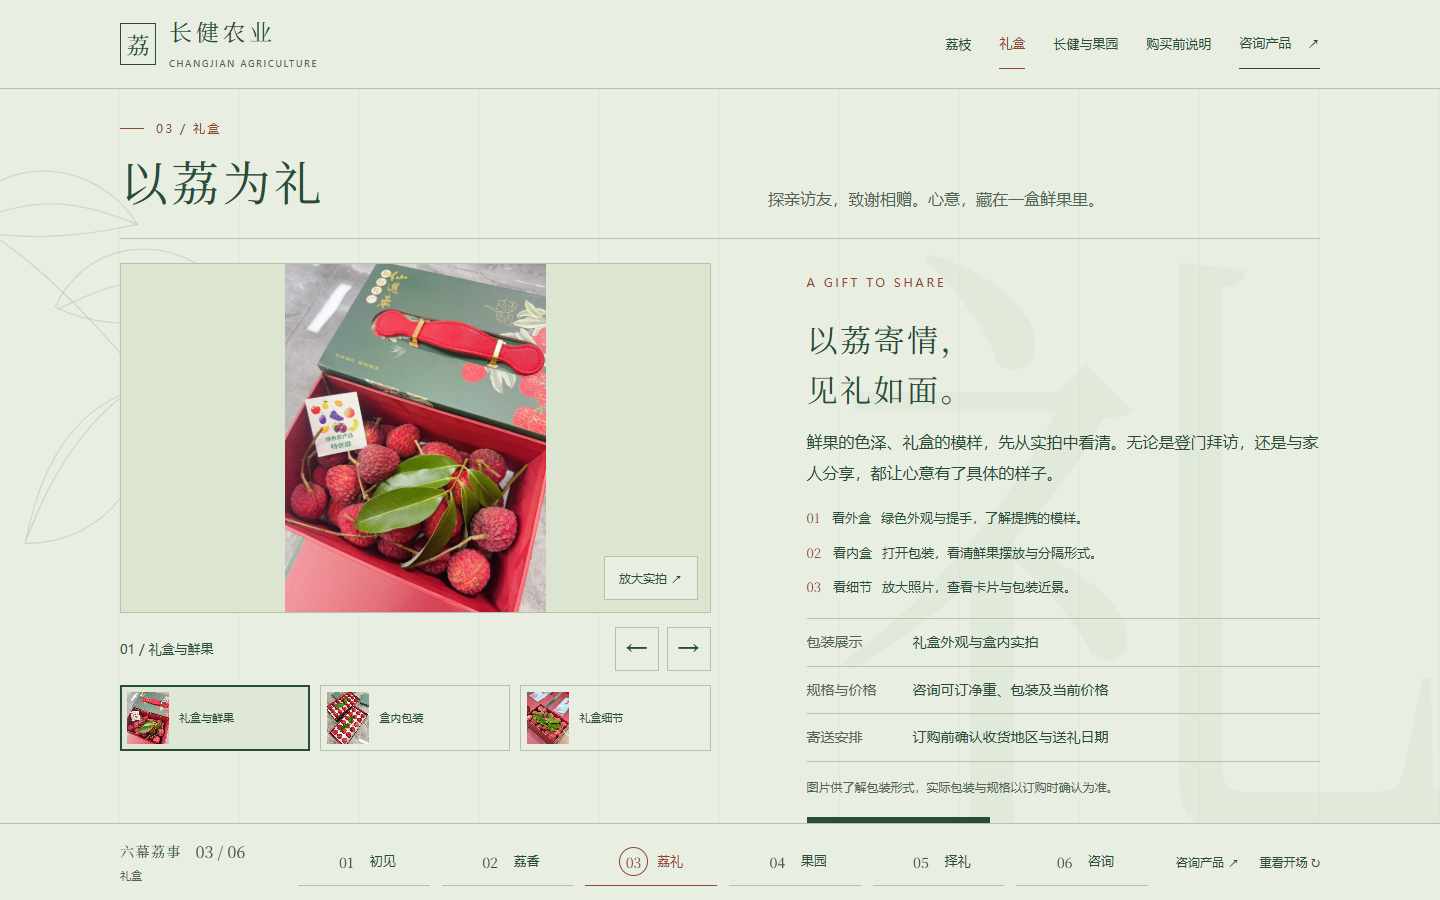 荔
长健农业
CHANGJIAN AGRICULTURE
荔枝
礼盒
长健与果园
购买前说明
咨询产品 ↗
03 / 礼盒
以荔为礼
探亲访友，致谢相赠。心意，藏在一盒鲜果里。
放大实拍 ↗
01 / 礼盒与鲜果
← →
礼盒与鲜果
盒内包装
礼盒细节
A GIFT TO SHARE
以荔寄情，
见礼如面。
鲜果的色泽、礼盒的模样，先从实拍中看清。无论是登门拜访，还是与家
人分享，都让心意有了具体的样子。
01 看外盒 绿色外观与提手，了解提携的模样。
02 看内盒 打开包装，看清鲜果摆放与分隔形式。
03 看细节 放大照片，查看卡片与包装近景。
包装展示 礼盒外观与盒内实拍
规格与价格 咨询可订净重、包装及当前价格
寄送安排 订购前确认收货地区与送礼日期
图片供了解包装形式，实际包装与规格以订购时确认为准。
礼
六幕荔事 03 / 06
礼盒
01 初见
02 荔香
03 荔礼
04 果园
05 择礼
06 咨询
咨询产品 ↗
重看开场 ↻